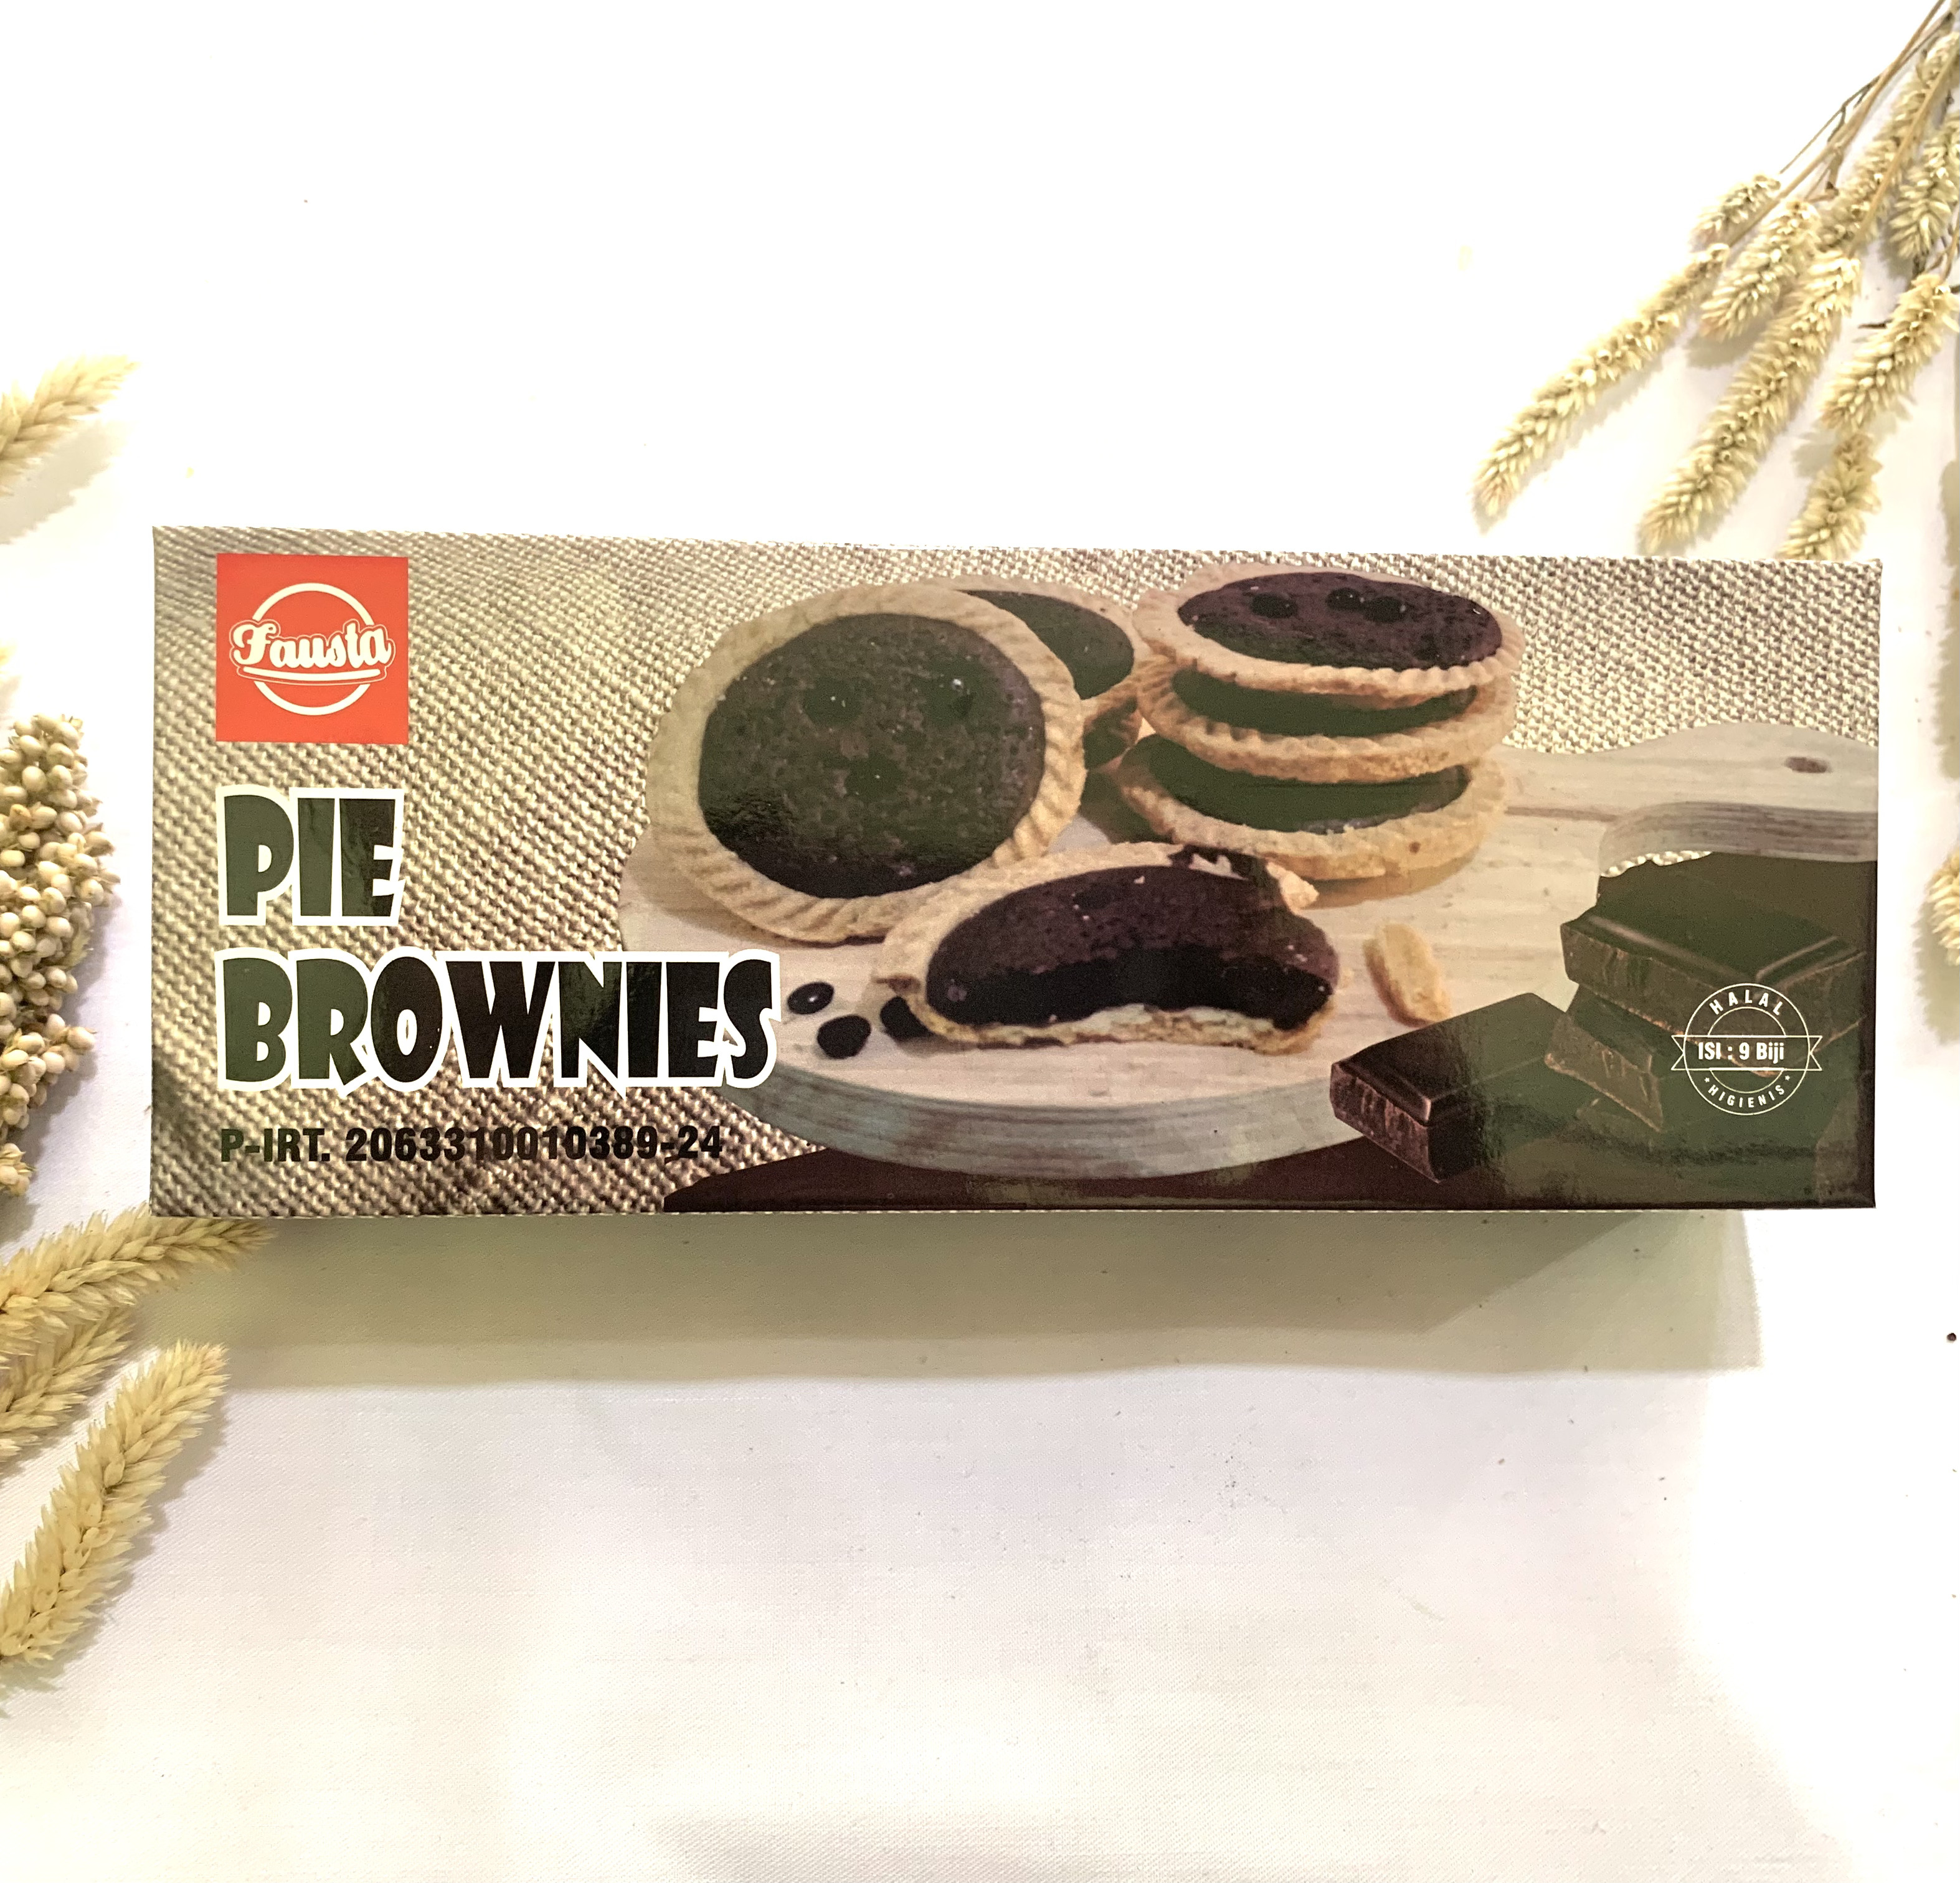 Fausta
PIE
BROWNIES
P-IRT. 2063310010389-24
HALAL
ISI : 9 Biji
HIGIENIS